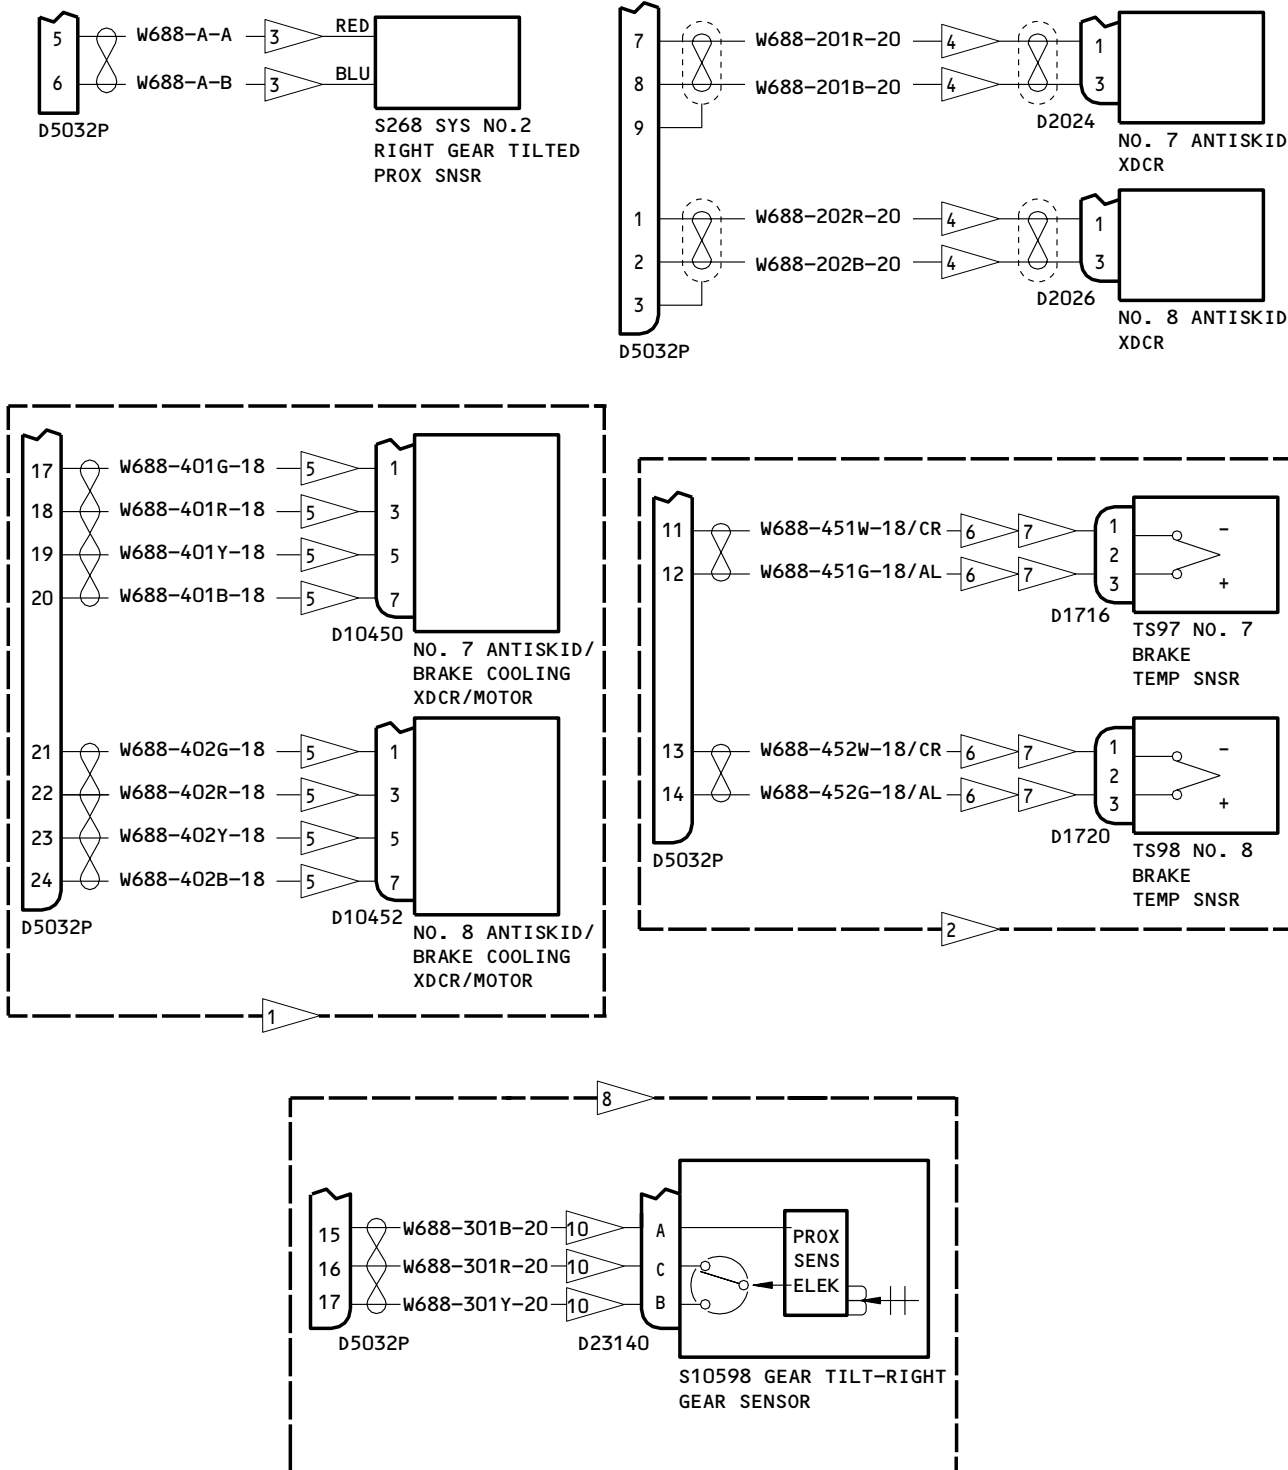 5 W688-A-A 3 RED
6 W688-A-B 3 BLU
D5032P
S268 SYS NO.2
RIGHT GEAR TILTED
PROX SNSR
7 W688-201R-20 4 1
8 W688-201B-20 4 3
9
D2024
NO. 7 ANTISKID
XDCR
1 W688-202R-20 4 1
2 W688-202B-20 4 3
3
D2026
NO. 8 ANTISKID
XDCR
D5032P
17 W688-401G-18 5 1
18 W688-401R-18 5 3
19 W688-401Y-18 5 5
20 W688-401B-18 5 7
D10450
NO. 7 ANTISKID/
BRAKE COOLING
XDCR/MOTOR
21 W688-402G-18 5 1
22 W688-402R-18 5 3
23 W688-402Y-18 5 5
24 W688-402B-18 5 7
D5032P
D10452
NO. 8 ANTISKID/
BRAKE COOLING
XDCR/MOTOR
1
11 W688-451W-18/CR 6 7 1 -
2
12 W688-451G-18/AL 6 7 3 +
D1716
TS97 NO. 7
BRAKE
TEMP SNSR
13 W688-452W-18/CR 6 7 1 -
2
14 W688-452G-18/AL 6 7 3 +
D5032P
D1720
TS98 NO. 8
BRAKE
TEMP SNSR
2
8
15 W688-301B-20 10 A
16 W688-301R-20 10 C
17 W688-301Y-20 10 B
PROX
SENS
ELEK
D5032P
D23140
S10598 GEAR TILT-RIGHT
GEAR SENSOR